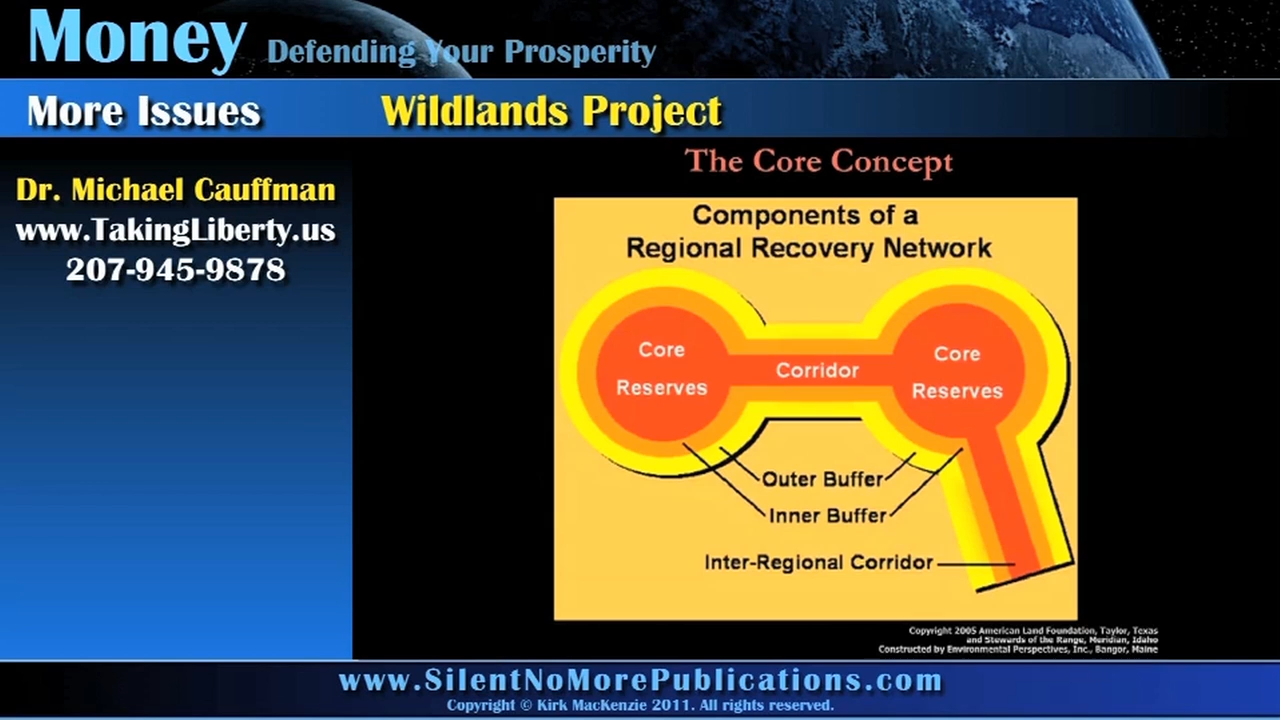 Money Defending Your Prosperity
More Issues Wildlands Project
Dr. Michael Cauffman
www.TakingLiberty.us
207-945-9878
The Core Concept
Components of a
Regional Recovery Network
Core
Reserves
Corridor
Core
Reserves
Outer Buffer
Inner Buffer
Inter-Regional Corridor
Copyright 2005 American Land Foundation, Taylor, Texas
and Stewards of the Range, Meridian, Idaho
Constructed by Environmental Perspectives, Inc., Bangor, Maine
www.SilentNoMorePublications.com
Copyright © Kirk MacKenzie 2011. All rights reserved.